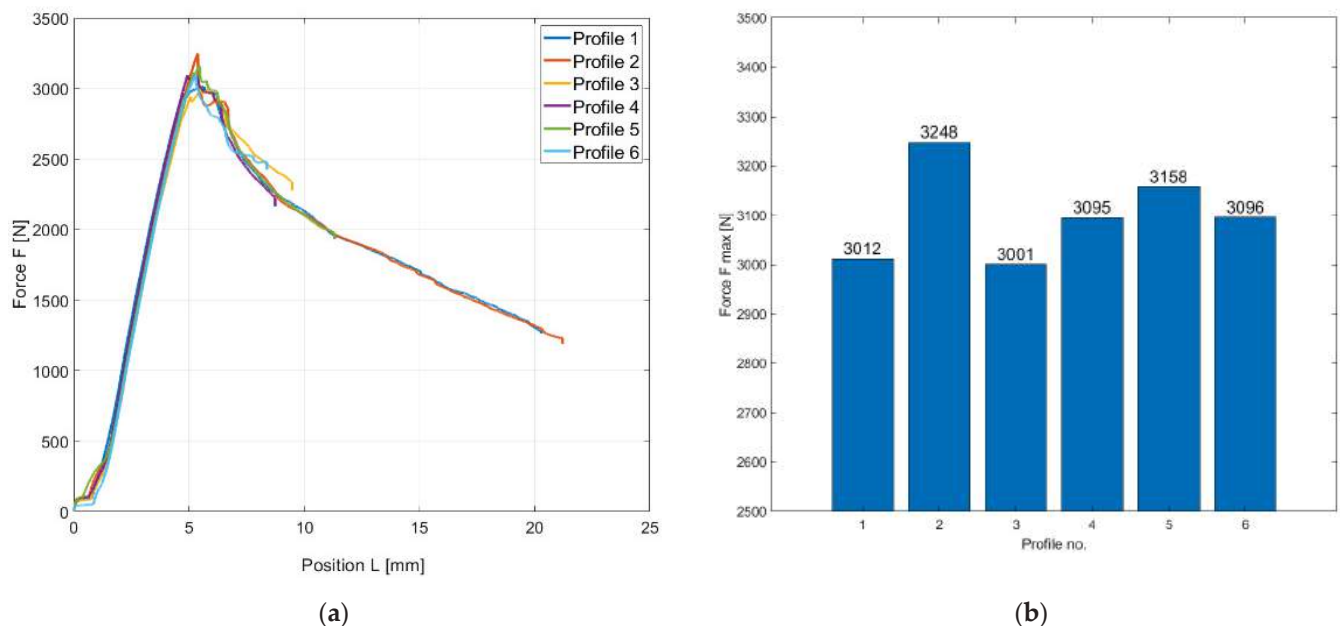 3500
3000
2500
2000
1500
1000
500
0
Force F [N]
0 5 10 15 20 25
Position L [mm]
Profile 1
Profile 2
Profile 3
Profile 4
Profile 5
Profile 6
(a)
3500
3400
3300
3200
3100
3000
2900
2800
2700
2600
2500
Force F max [N]
3012
3248
3001
3095
3158
3096
1 2 3 4 5 6
Profile no.
(b)